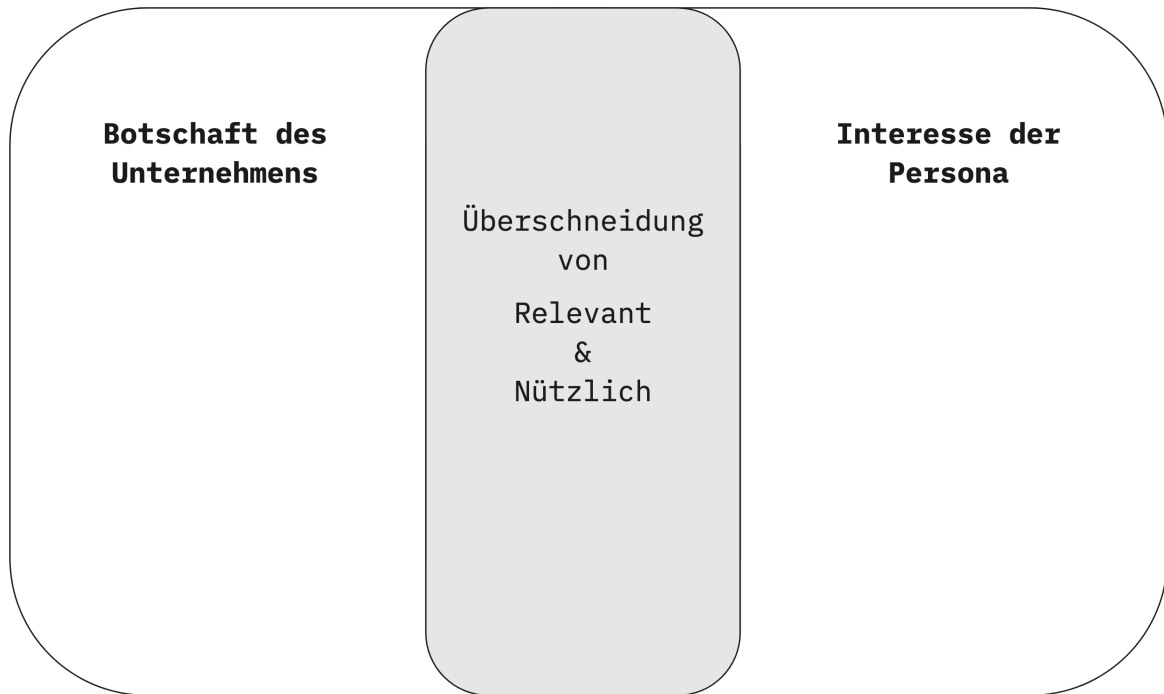 Botschaft des
Unternehmens
Überschneidung
von
Relevant
&
Nützlich
Interesse der
Persona